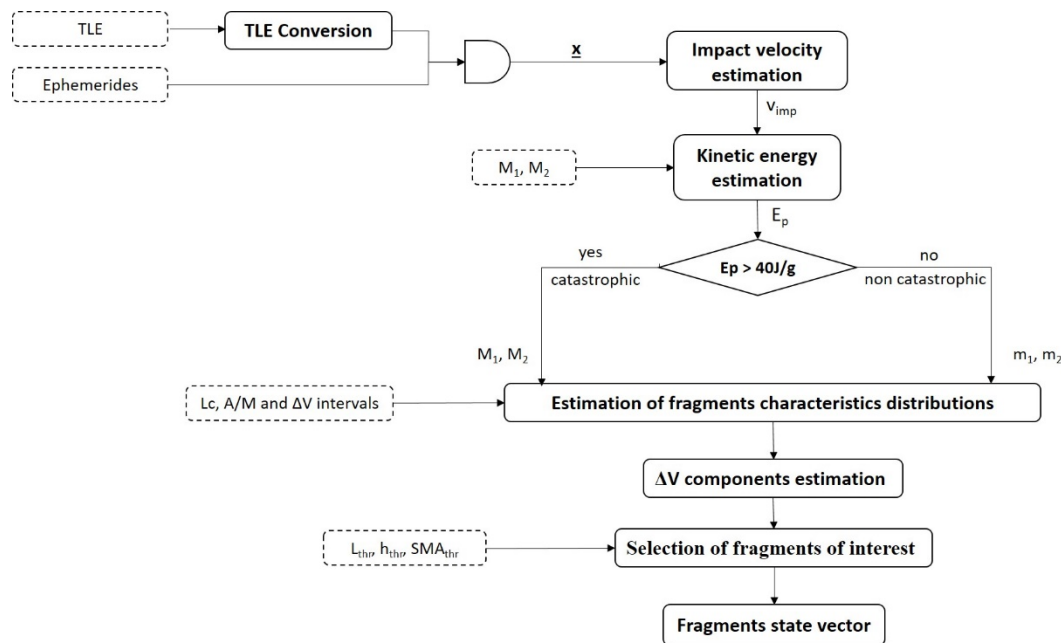 TLE
TLE Conversion
Ephemerides
x
Impact velocity
estimation
v_imp
M₁, M₂
Kinetic energy
estimation
E_p
Ep > 40J/g
yes
catastrophic
no
non catastrophic
M₁, M₂
m₁, m₂
Lc, A/M and ΔV intervals
Estimation of fragments characteristics distributions
ΔV components estimation
L_thr, h_thr, SMA_thr
Selection of fragments of interest
Fragments state vector